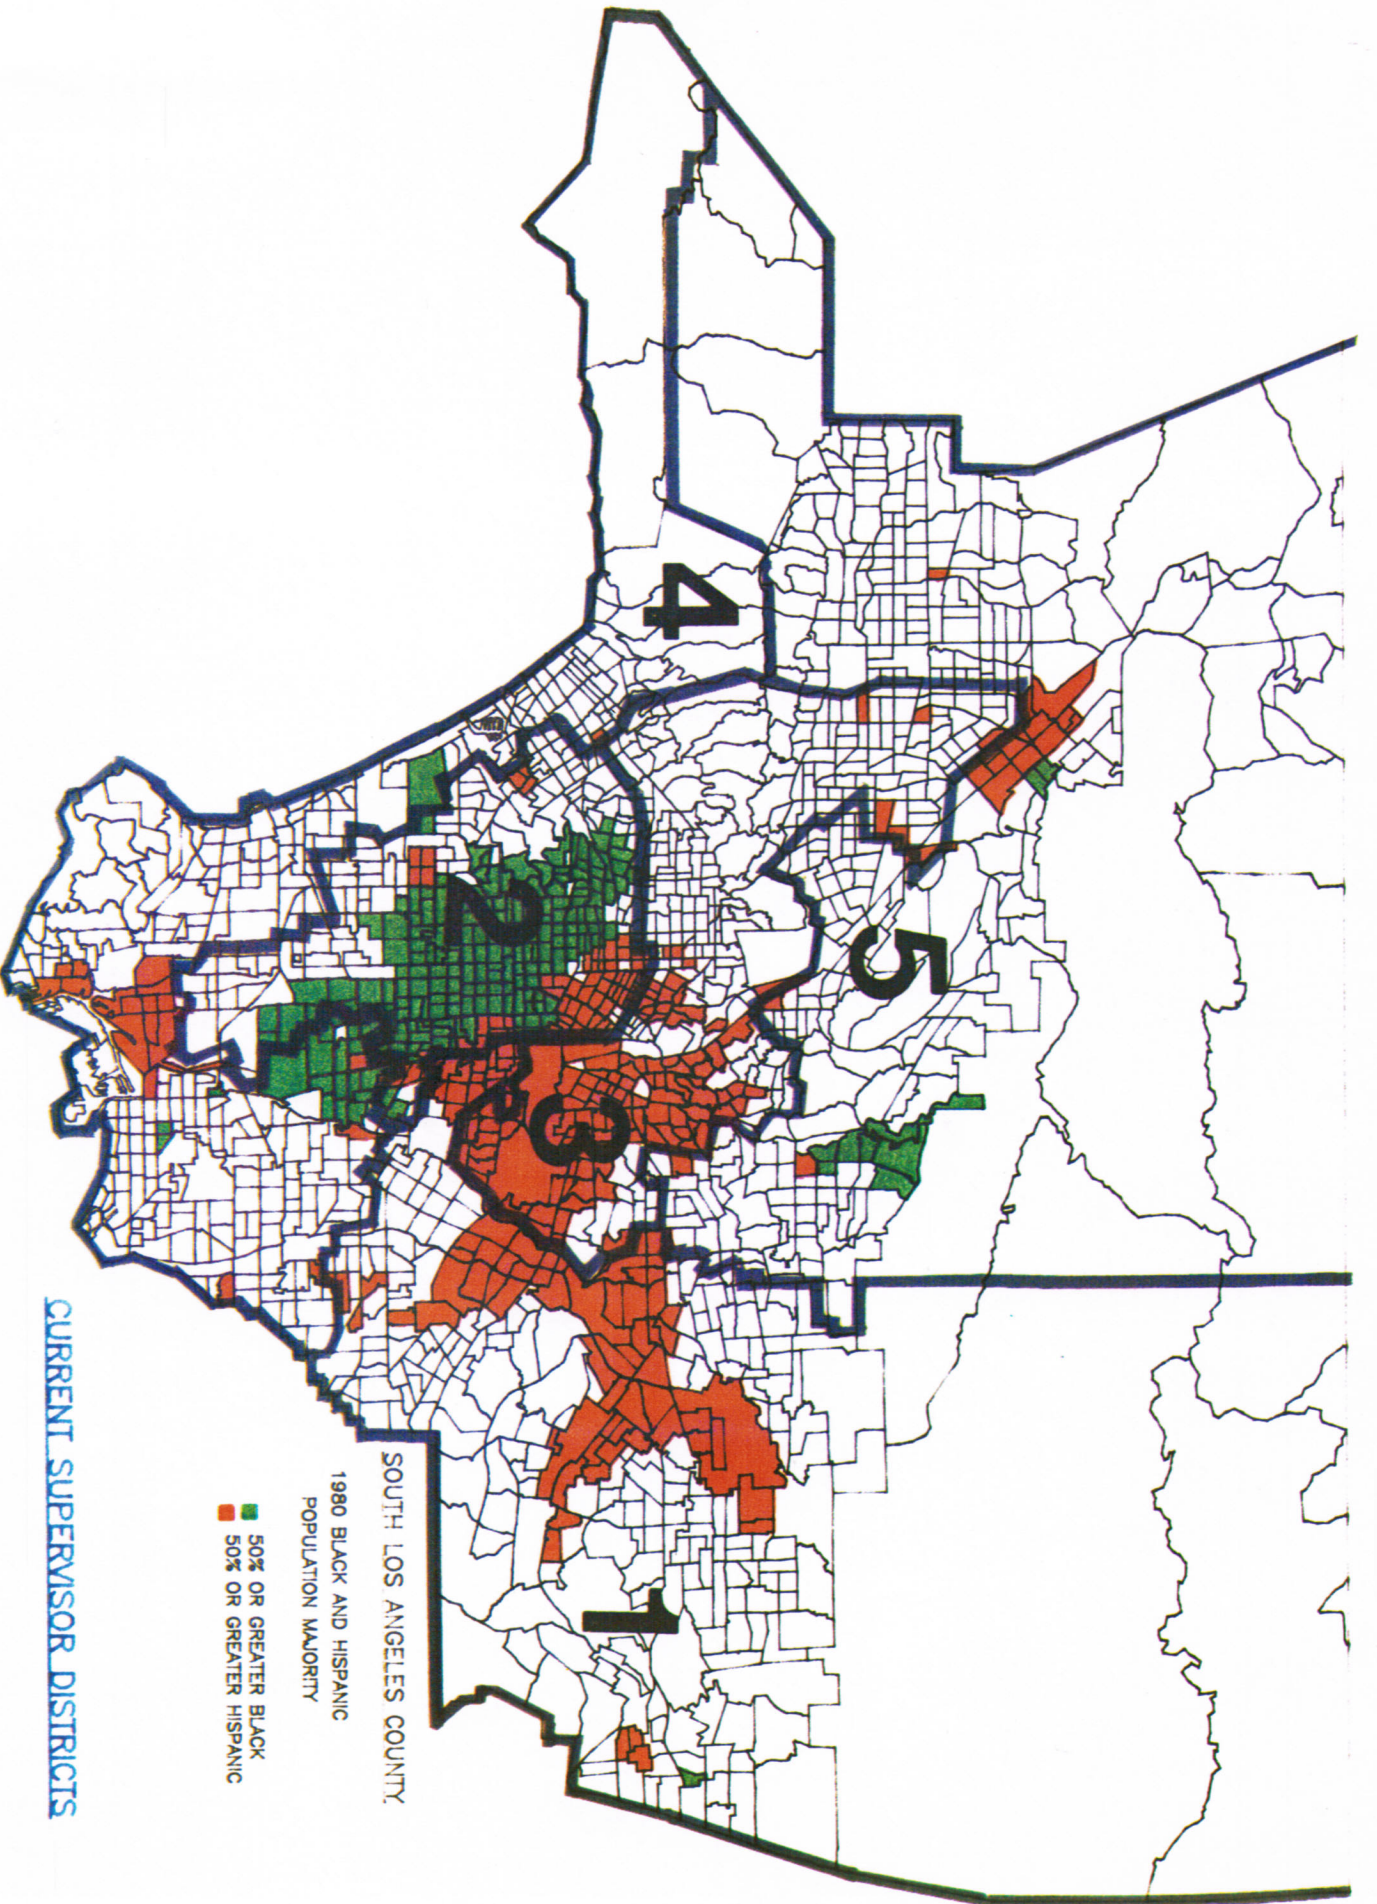 4
5
2
3
1
SOUTH LOS ANGELES COUNTY
1980 BLACK AND HISPANIC
POPULATION MAJORITY
50% OR GREATER BLACK
50% OR GREATER HISPANIC
CURRENT SUPERVISOR DISTRICTS